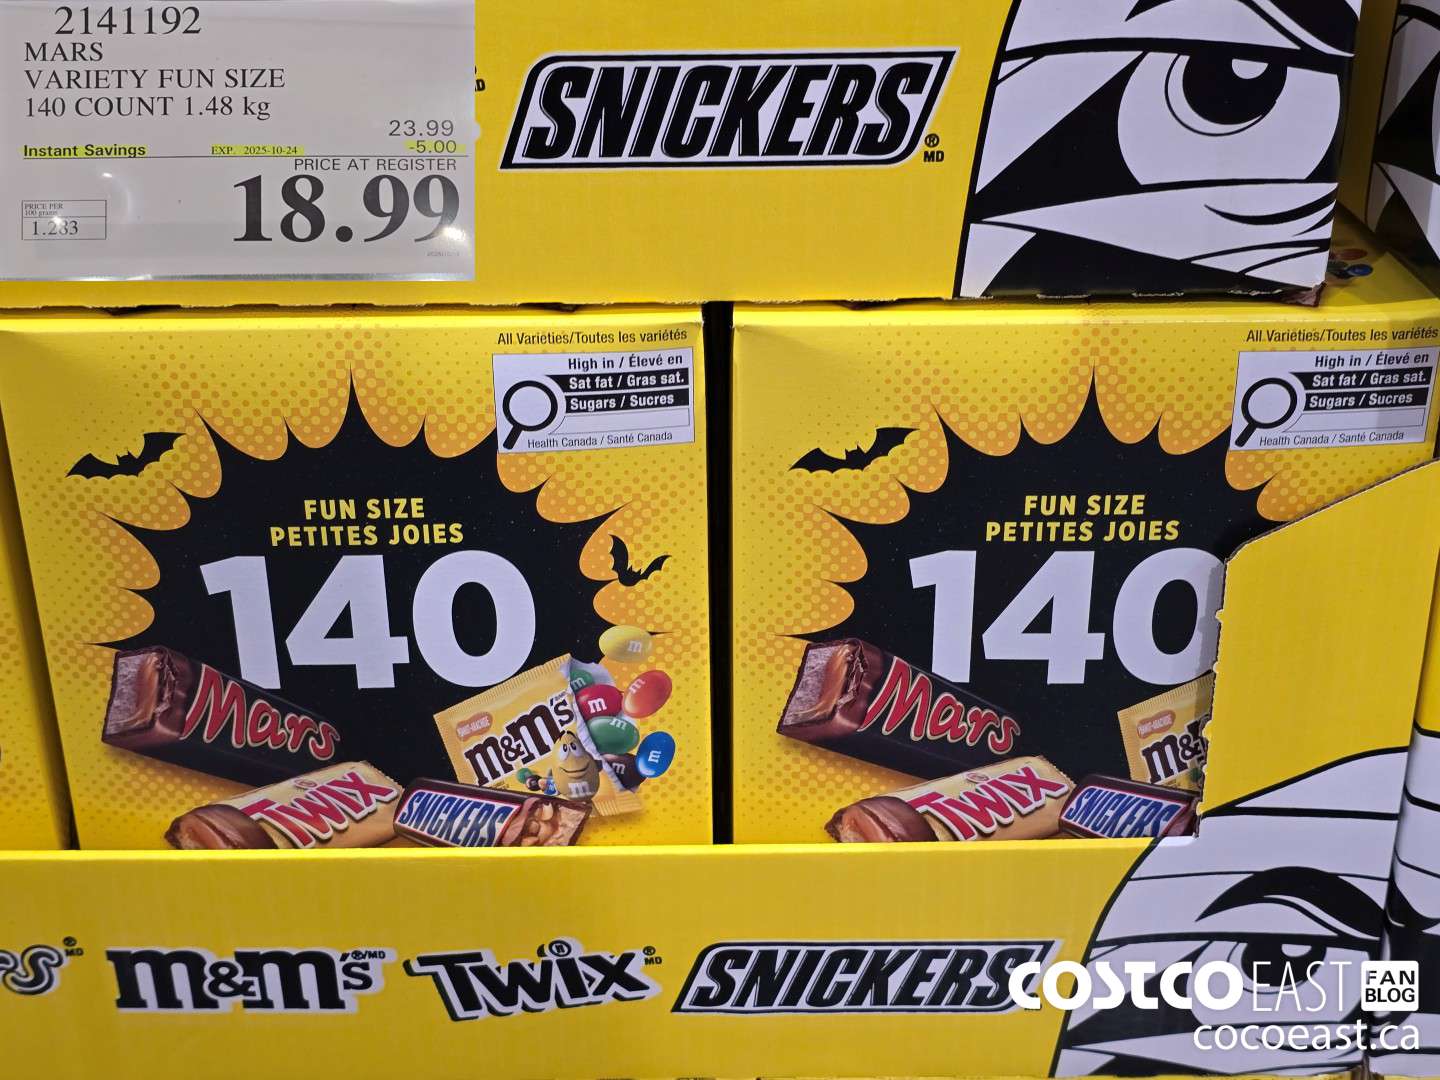 2141192
MARS
VARIETY FUN SIZE
140 COUNT 1.48 kg
23.99
Instant Savings EXP. 2025-10-24 -5.00
PRICE AT REGISTER
18.99
PRICE PER
100 grams
1.283
SNICKERS ® MD
All Varieties/Toutes les variétés
High in / Élevé en
Sat fat / Gras sat.
Sugars / Sucres
Health Canada / Santé Canada
FUN SIZE
PETITES JOIES
140
Mars
m&m's
TWIX
SNICKERS
All Varieties/Toutes les variétés
High in / Élevé en
Sat fat / Gras sat.
Sugars / Sucres
Health Canada / Santé Canada
FUN SIZE
PETITES JOIES
140
Mars
m&
TWIX
SNICKERS
s ® MD m&m's ®/MD TWIX ® MD SNICKERS
COSTCO EAST FAN BLOG
cocoeast.ca